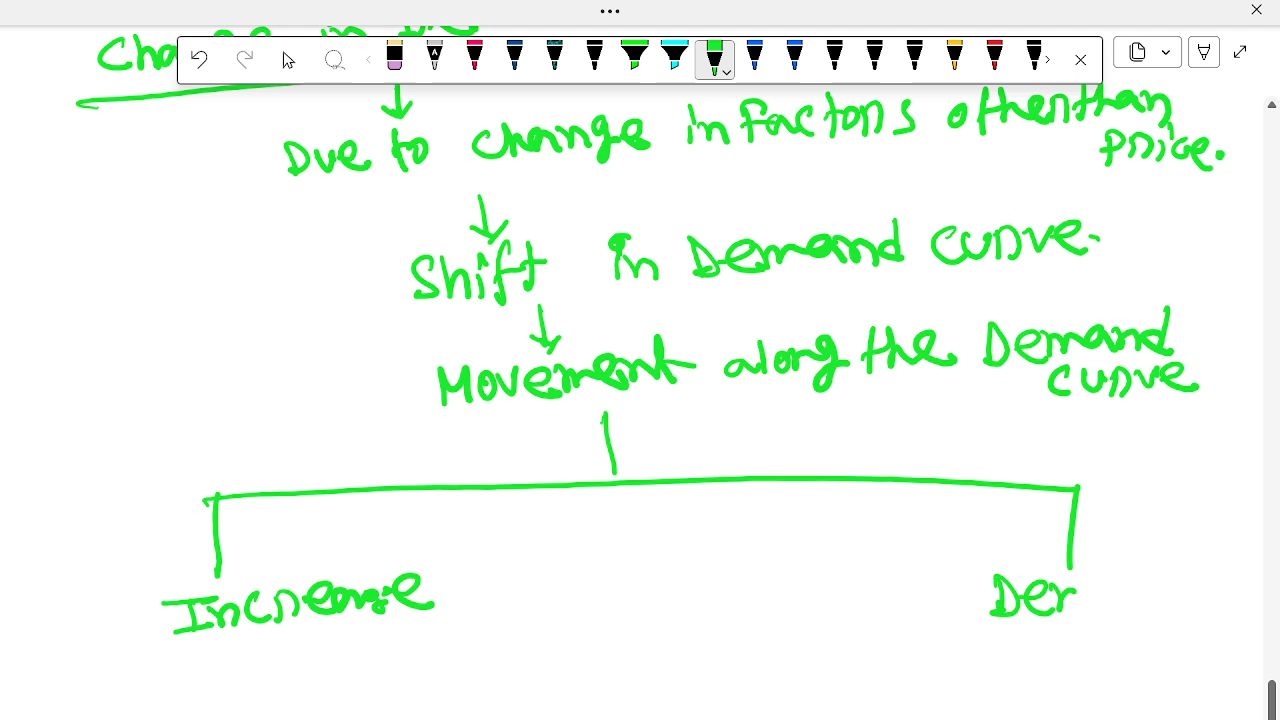 Due to change in factors other than
price.
Shift in Demand curve.
Movement along the Demand
curve
Increase
Der